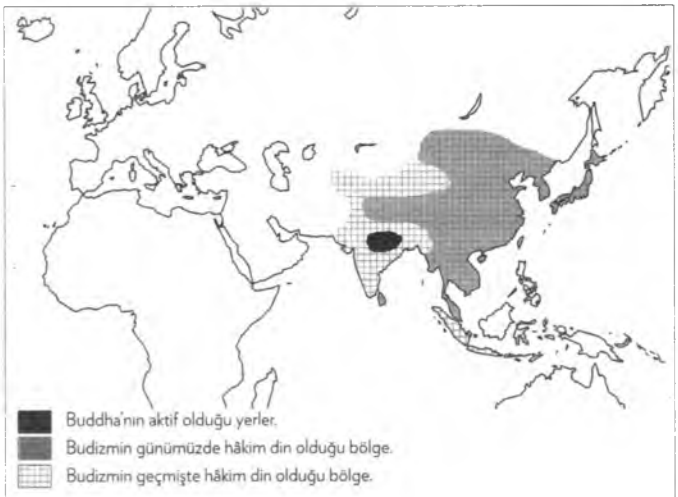 Buddha'nın aktif olduğu yerler.
Budizmin günümüzde hâkim din olduğu bölge.
Budizmin geçmişte hâkim din olduğu bölge.